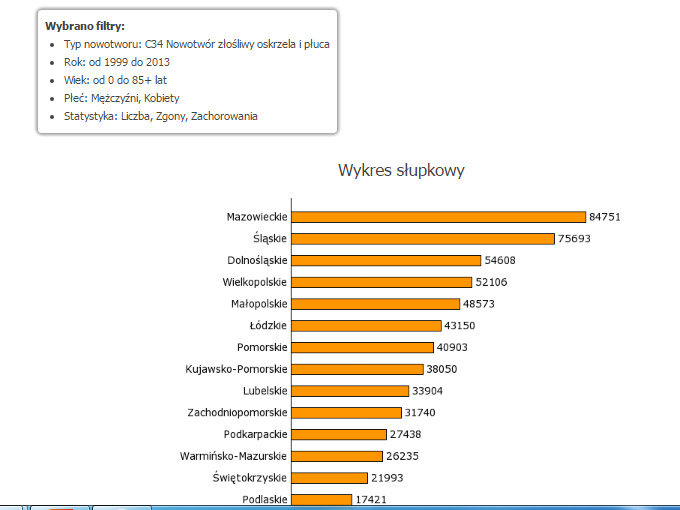 Wybrano filtry:
Typ nowotworu: C34 Nowotwór złośliwy oskrzela i płuca
Rok: od 1999 do 2013
Wiek: od 0 do 85+ lat
Płeć: Mężczyźni, Kobiety
Statystyka: Liczba, Zgony, Zachorowania
Wykres słupkowy
Mazowieckie 84751
Śląskie 75693
Dolnośląskie 54608
Wielkopolskie 52106
Małopolskie 48573
Łódzkie 43150
Pomorskie 40903
Kujawsko-Pomorskie 38050
Lubelskie 33904
Zachodniopomorskie 31740
Podkarpackie 27438
Warmińsko-Mazurskie 26235
Świętokrzyskie 21993
Podlaskie 17421